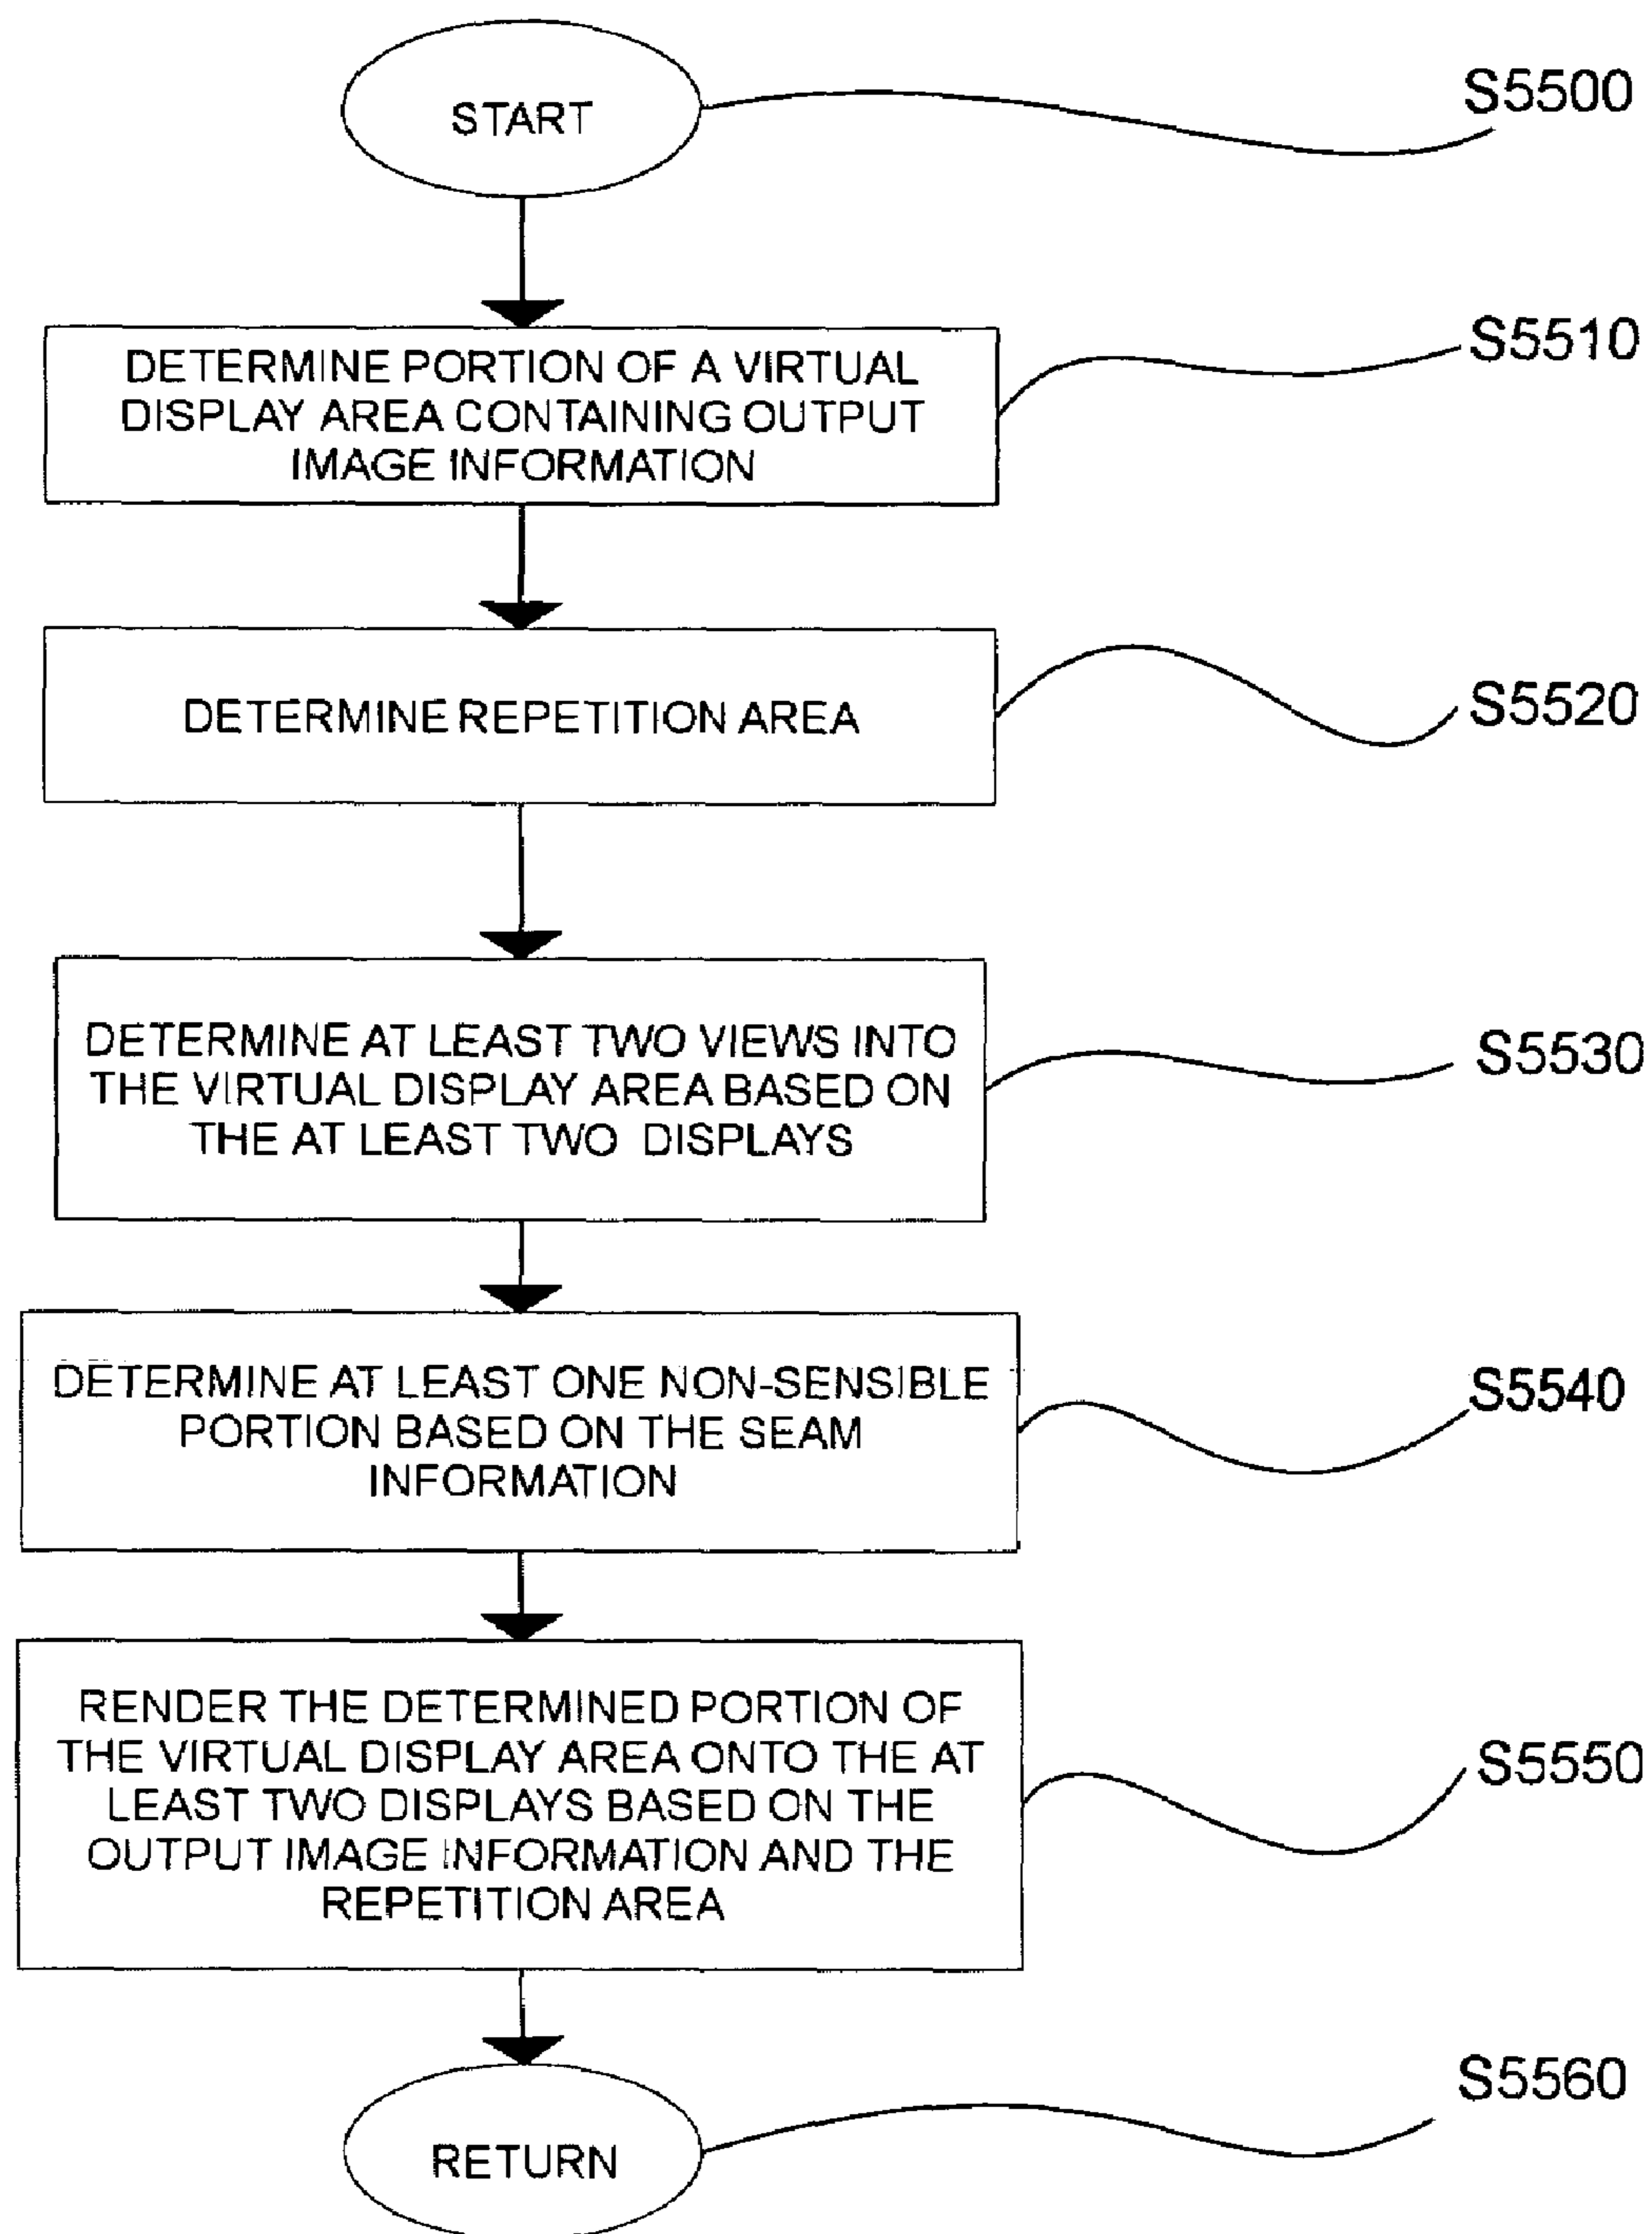 START
S5500
DETERMINE PORTION OF A VIRTUAL
DISPLAY AREA CONTAINING OUTPUT
IMAGE INFORMATION
S5510
DETERMINE REPETITION AREA
S5520
DETERMINE AT LEAST TWO VIEWS INTO
THE VIRTUAL DISPLAY AREA BASED ON
THE AT LEAST TWO DISPLAYS
S5530
DETERMINE AT LEAST ONE NON-SENSIBLE
PORTION BASED ON THE SEAM
INFORMATION
S5540
RENDER THE DETERMINED PORTION OF
THE VIRTUAL DISPLAY AREA ONTO THE AT
LEAST TWO DISPLAYS BASED ON THE
OUTPUT IMAGE INFORMATION AND THE
REPETITION AREA
S5550
RETURN
S5560